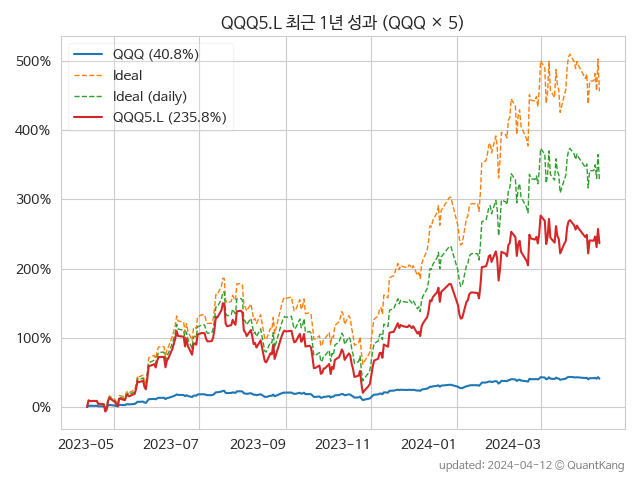 QQQ5.L 최근 1년 성과 (QQQ × 5)
QQQ (40.8%)
Ideal
Ideal (daily)
QQQ5.L (235.8%)
500%
400%
300%
200%
100%
0%
2023-05 2023-07 2023-09 2023-11 2024-01 2024-03
updated: 2024-04-12 © QuantKang